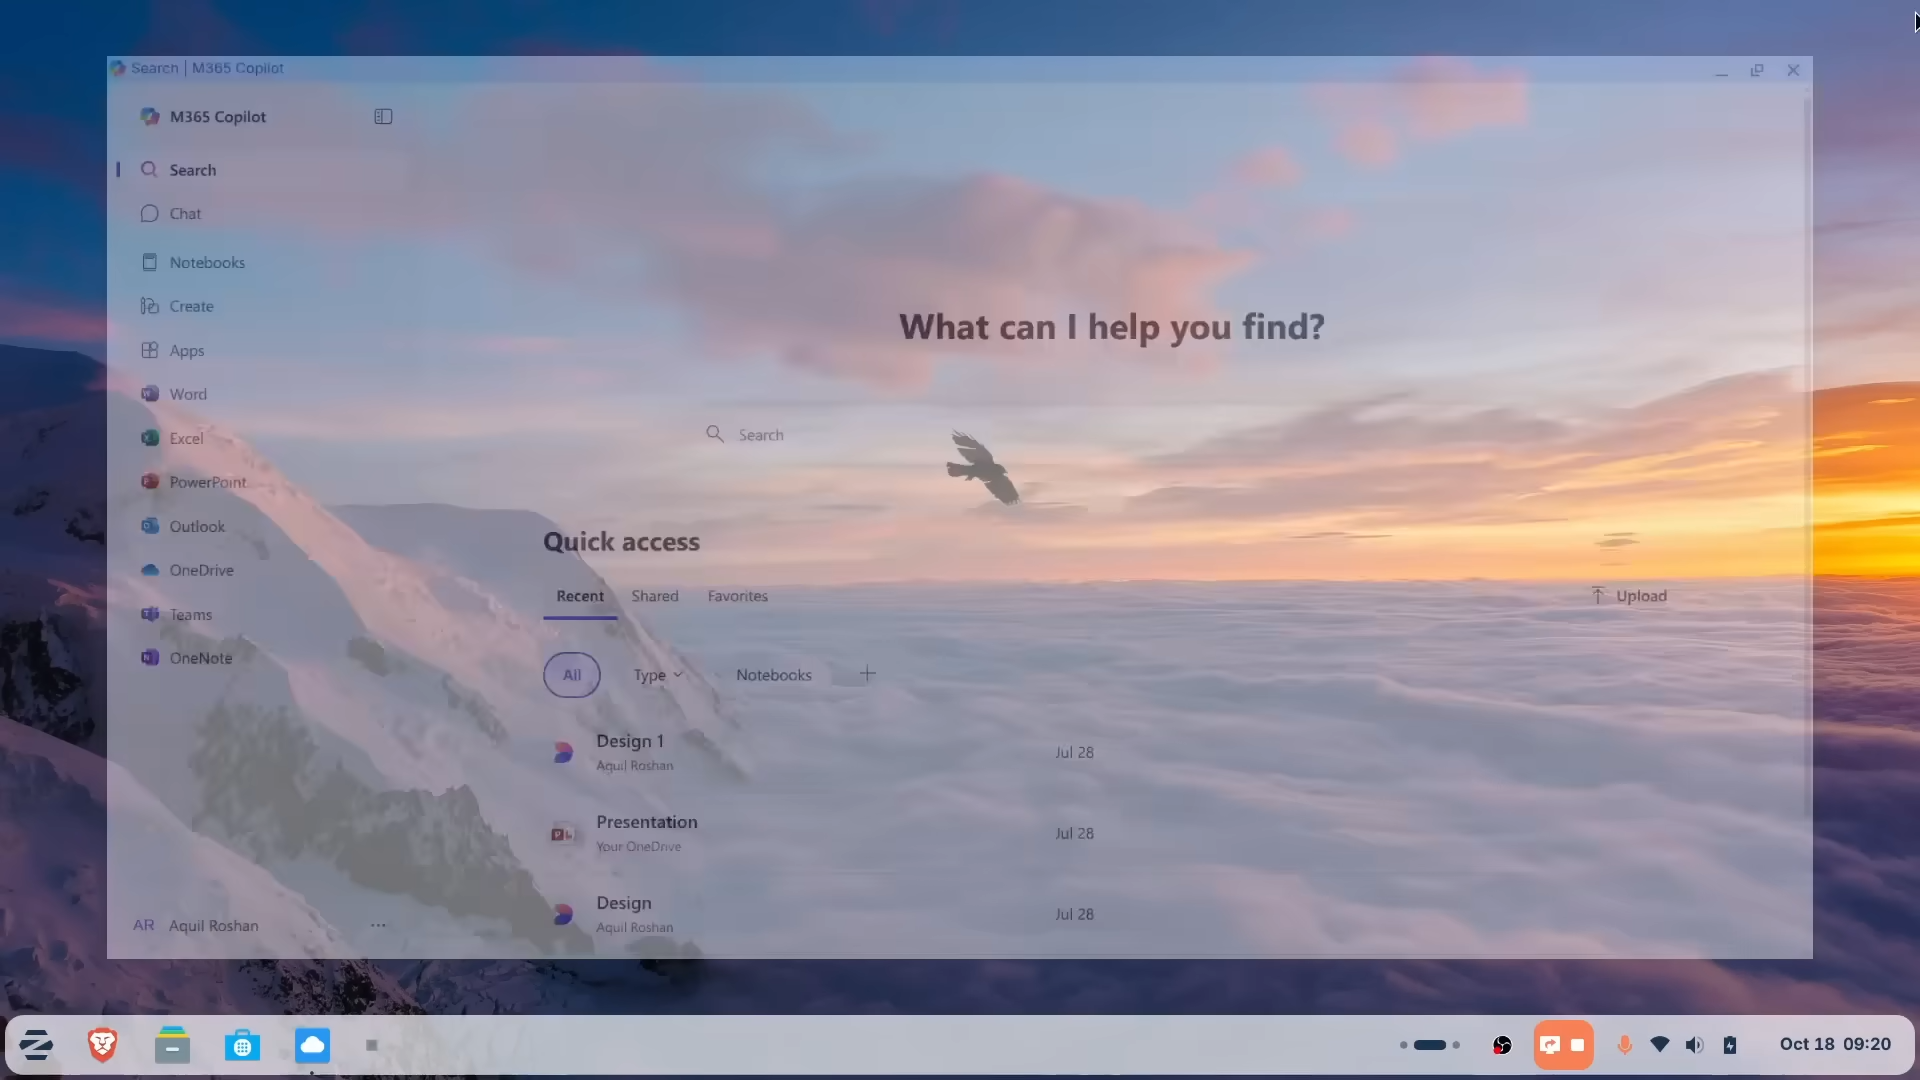 Search | M365 Copilot
M365 Copilot
Search
Chat
Notebooks
Create
Apps
Word
Excel
PowerPoint
Outlook
OneDrive
Teams
OneNote
AR Aquil Roshan
What can I help you find?
Search
Quick access
Recent Shared Favorites
Upload
All Type Notebooks
Design 1
Aquil Roshan
Jul 28
Presentation
Your OneDrive
Jul 28
Design
Aquil Roshan
Jul 28
Oct 18 09:20